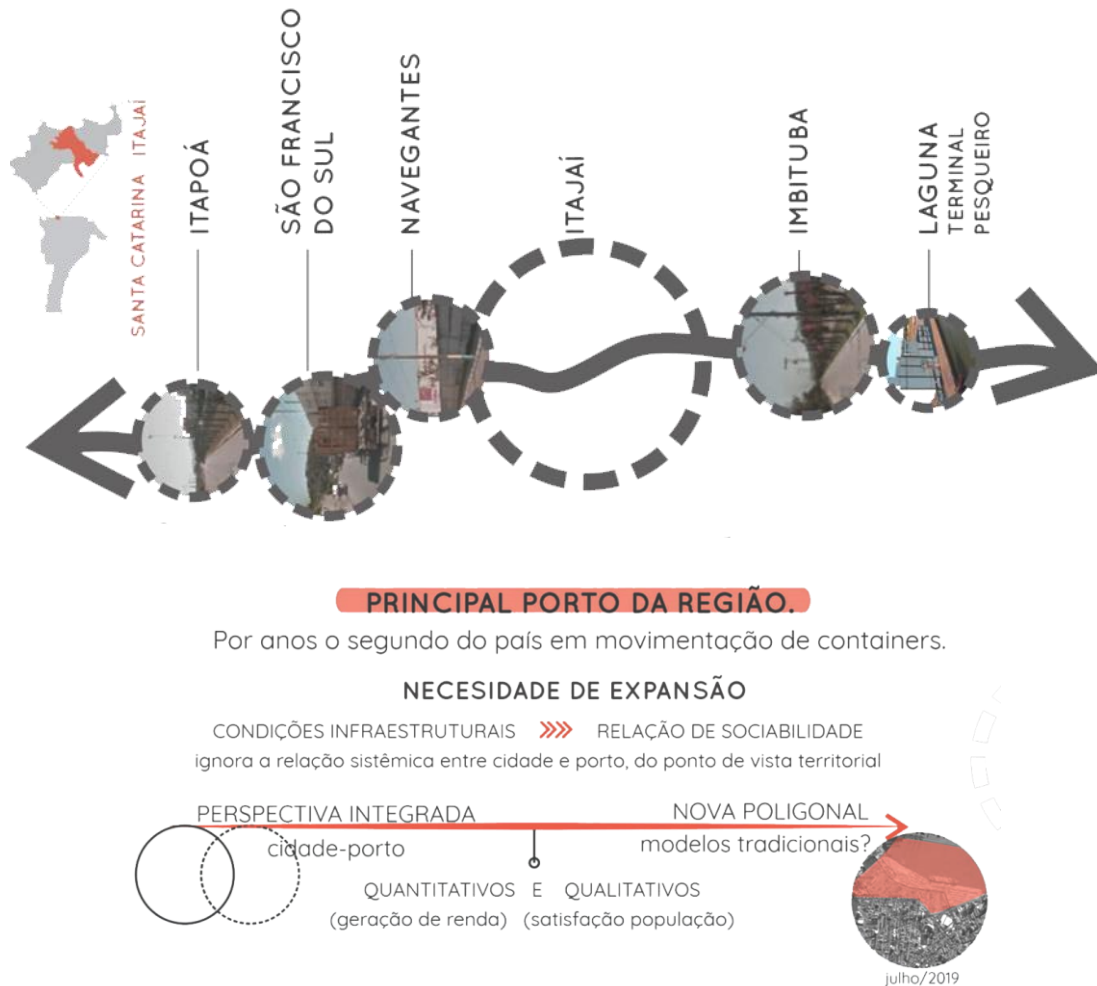 SANTA CATARINA ITAJAÍ
ITAPOÁ
SÃO FRANCISCO
DO SUL
NAVEGANTES
ITAJAÍ
IMBITUBA
LAGUNA
TERMINAL
PESQUEIRO
PRINCIPAL PORTO DA REGIÃO.
Por anos o segundo do país em movimentação de containers.
NECESIDADE DE EXPANSÃO
CONDIÇÕES INFRAESTRUTURAIS RELAÇÃO DE SOCIABILIDADE
ignora a relação sistêmica entre cidade e porto, do ponto de vista territorial
PERSPECTIVA INTEGRADA NOVA POLIGONAL
cidade-porto modelos tradicionais?
QUANTITATIVOS E QUALITATIVOS
(geração de renda) (satisfação população)
julho/2019